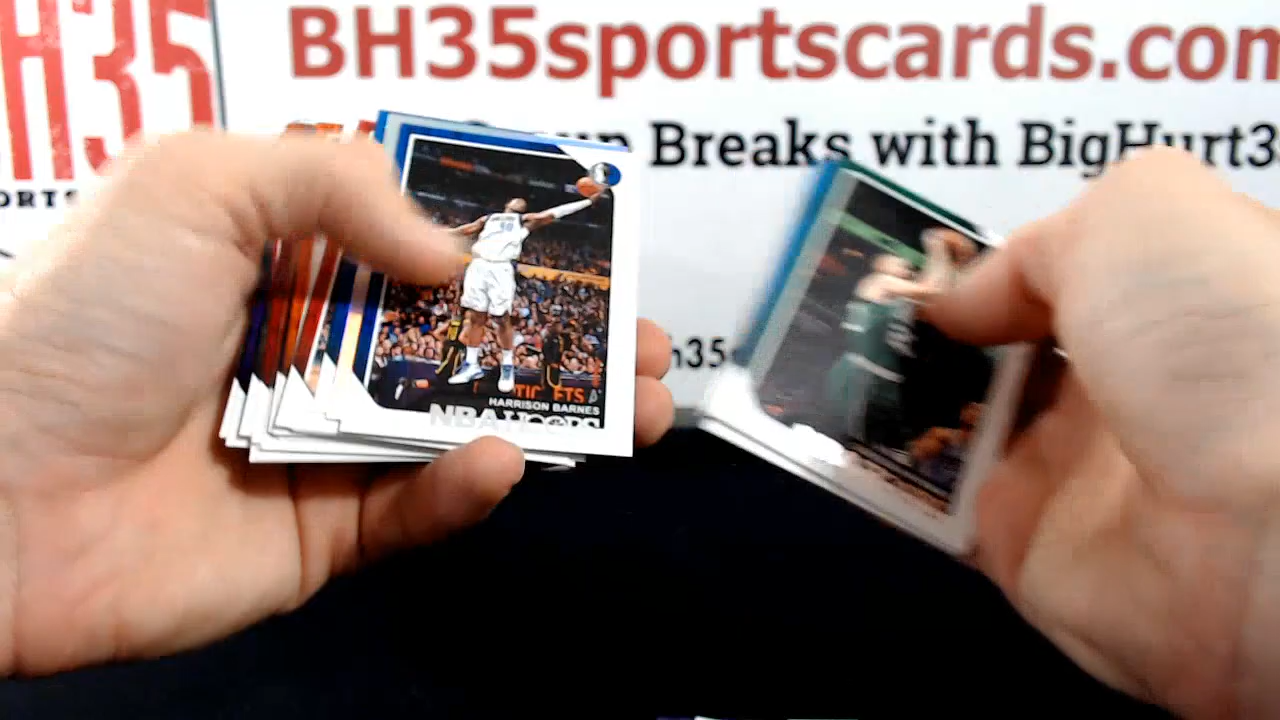 H35
BH35sportscards.com
Breaks with BigHurt3
ORTS
h35
HARRISON BARNES
NBA HOOPS